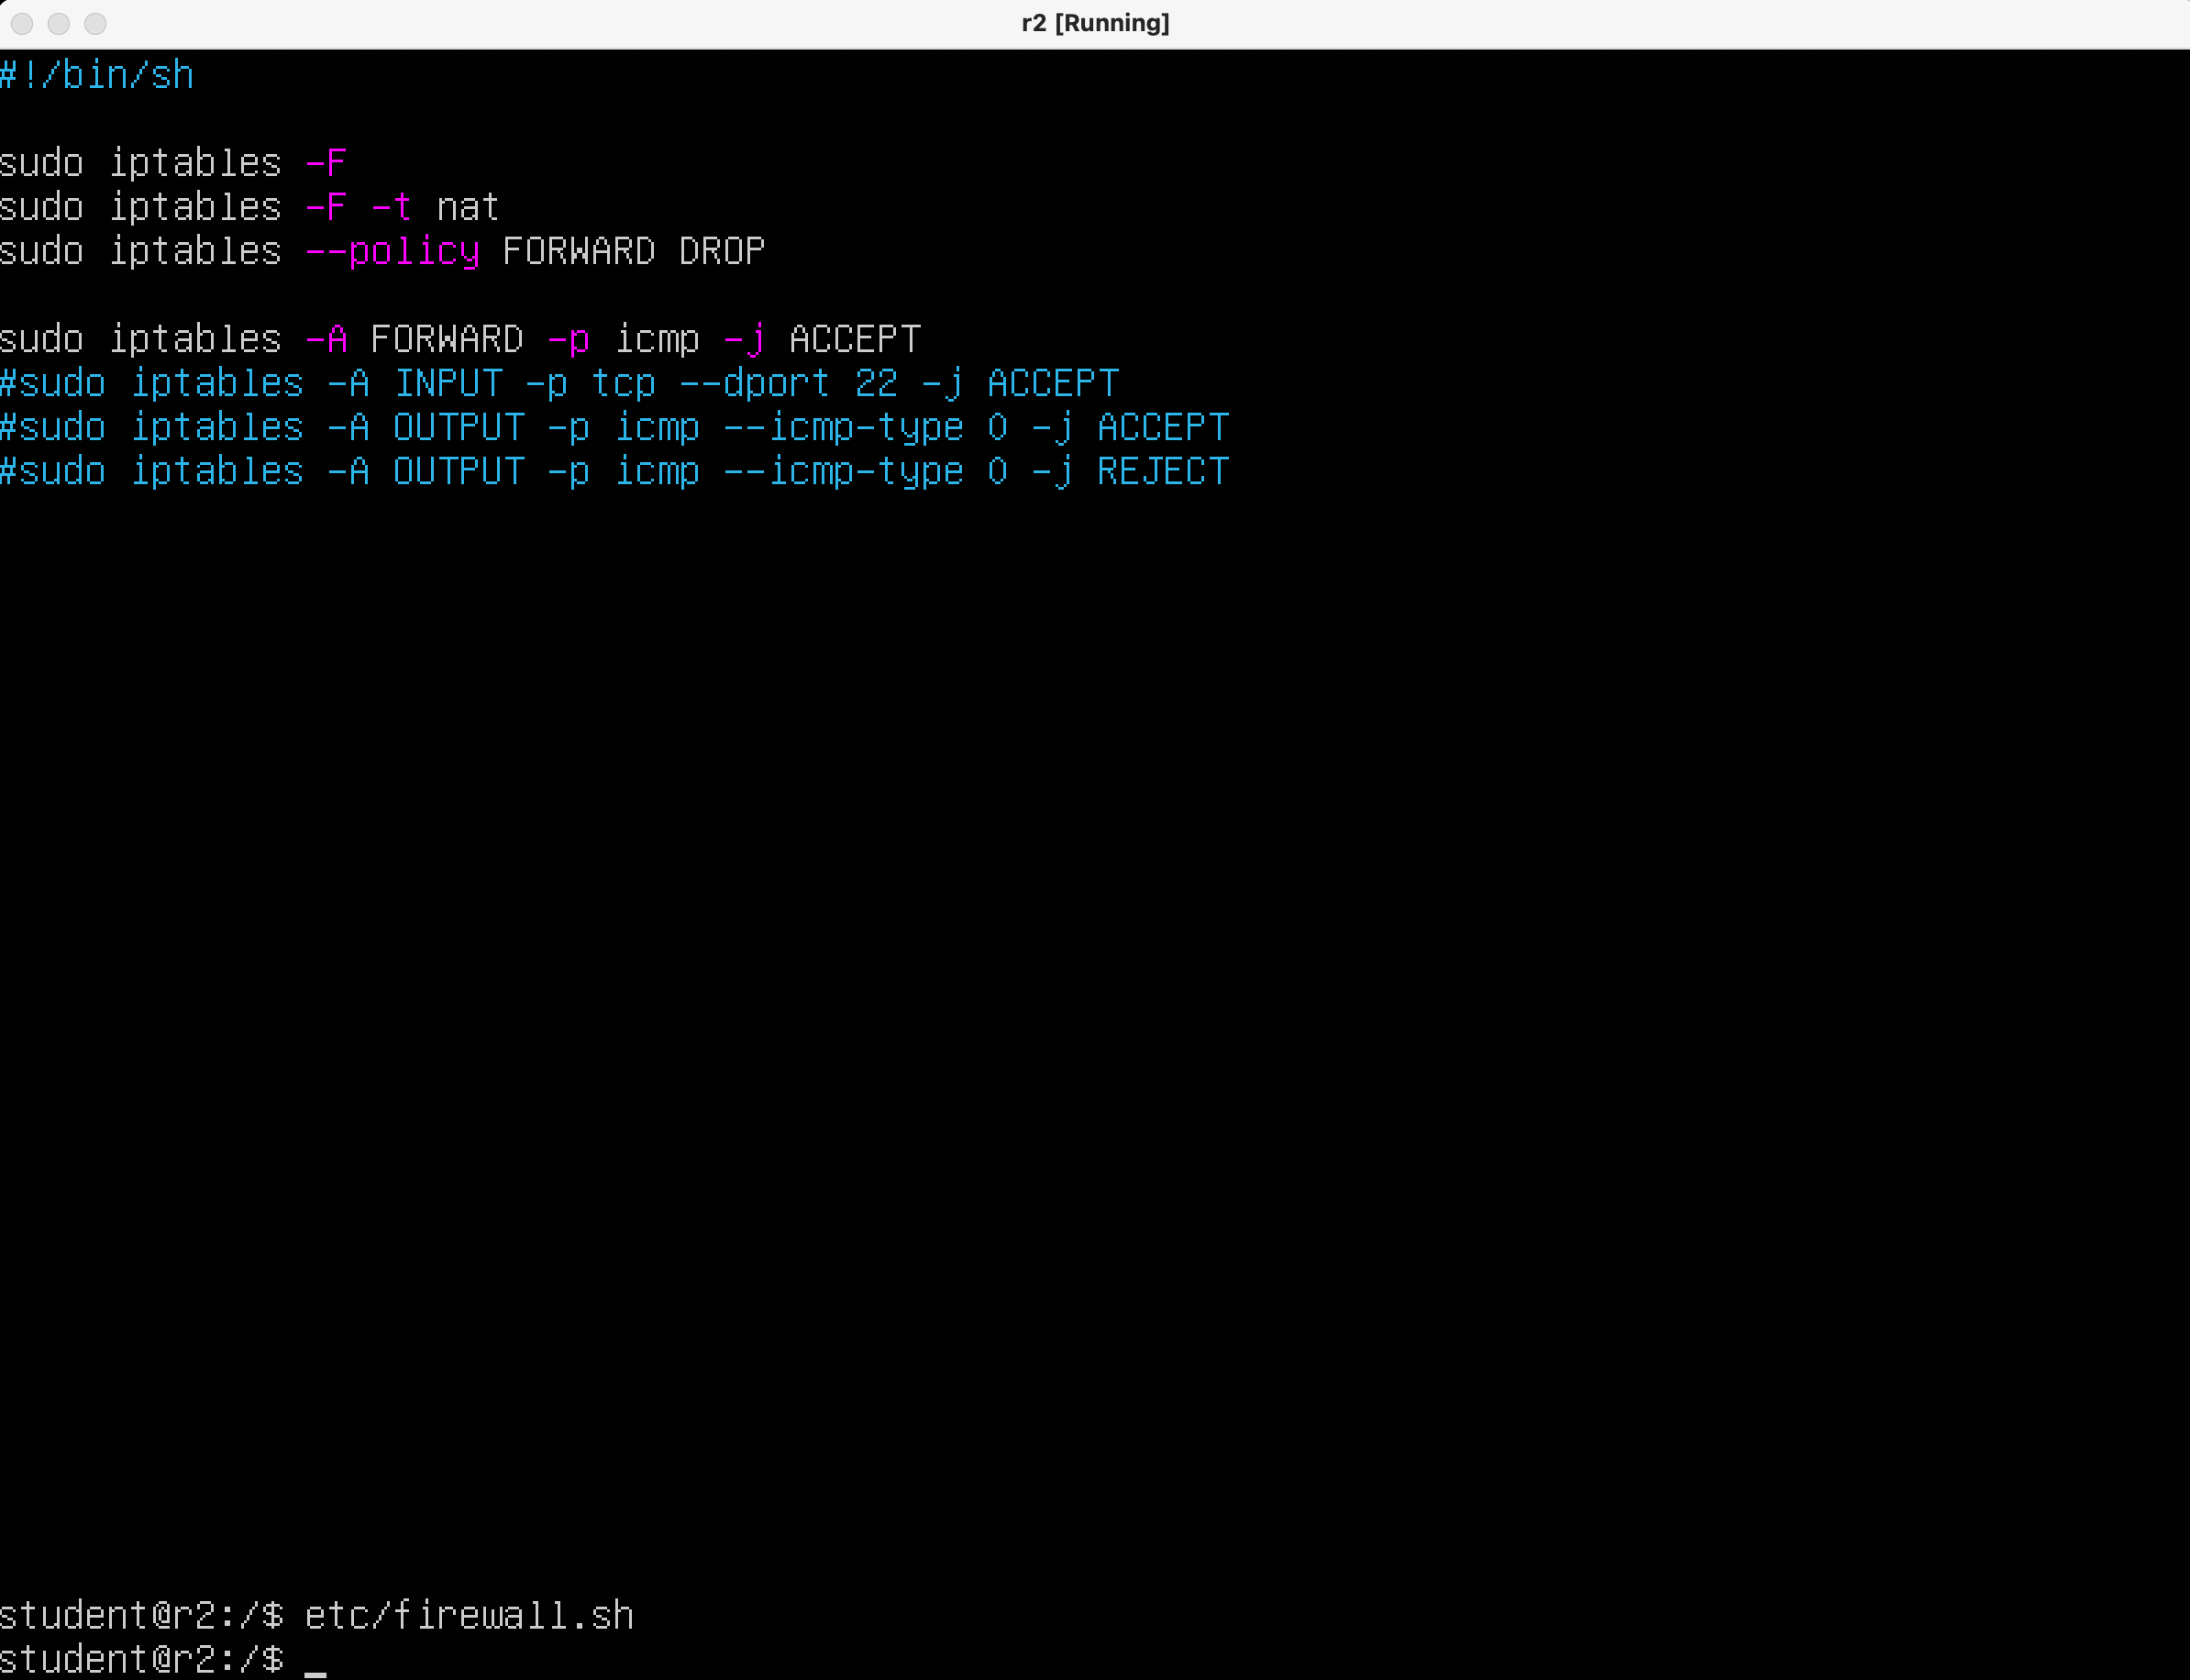 r2 [Running]
#!/bin/sh
sudo iptables -F
sudo iptables -F -t nat
sudo iptables --policy FORWARD DROP
sudo iptables -A FORWARD -p icmp -j ACCEPT
#sudo iptables -A INPUT -p tcp --dport 22 -j ACCEPT
#sudo iptables -A OUTPUT -p icmp --icmp-type 0 -j ACCEPT
#sudo iptables -A OUTPUT -p icmp --icmp-type 0 -j REJECT
student@r2:/$ etc/firewall.sh
student@r2:/$ _